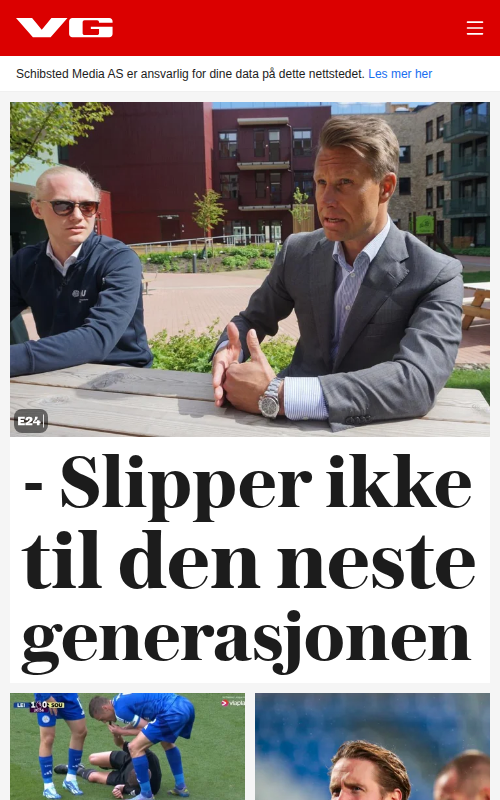 VG
Schibsted Media AS er ansvarlig for dine data på dette nettstedet. Les mer her
E24
- Slipper ikke
til den neste
generasjonen
LEI 1 0 SOU
viaplay